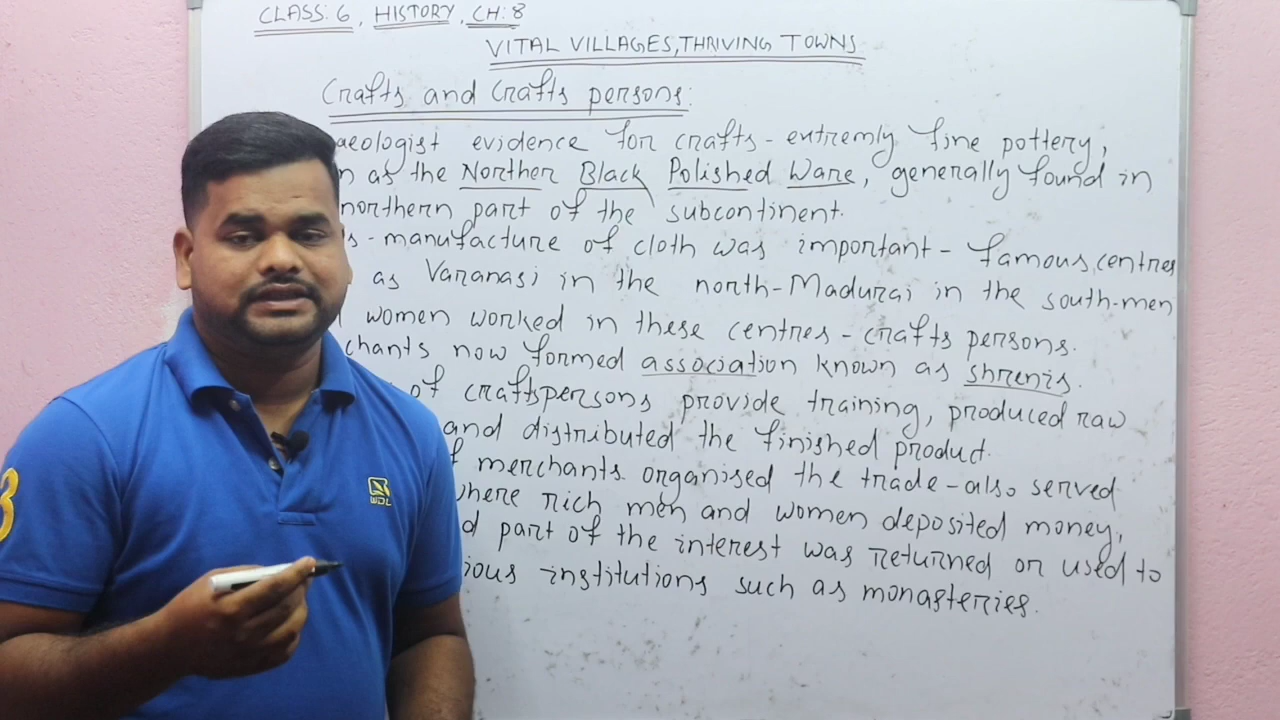 CLASS: 6, HISTORY, CH: 8
VITAL VILLAGES, THRIVING TOWNS
Crafts and Crafts persons:
aeologist evidence for crafts - extremly fine pottery,
n as the Norther Black Polished Ware, generally found in
northern part of the subcontinent.
s - manufacture of cloth was important - famous centres
as Varanasi in the north - Madurai in the south - men
women worked in these centres - crafts persons.
chants now formed association known as shrenis.
of craftspersons provide training, produced raw
and distributed the finished product.
f merchants organised the trade - also served
where rich men and women deposited money,
d part of the interest was returned or used to
ious institutions such as monasteries.
WDL
3